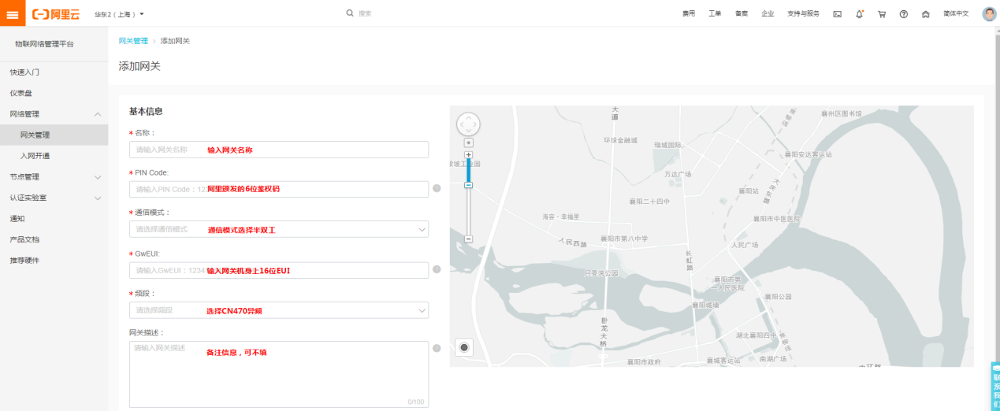 阿里云 华东2（上海） 搜索 费用 工单 备案 企业 支持与服务 简体中文
物联网络管理平台
快速入门
仪表盘
网络管理
网关管理
入网开通
节点管理
认证实验室
通知
产品文档
推荐硬件
网关管理 > 添加网关
添加网关
基本信息
* 名称：
请输入网关名称 输入网关名称
* PIN Code:
请输入PIN Code：123 阿里颁发的6位鉴权码
* 通信模式：
请选择通信模式 通信模式选择半双工
* GwEUI:
请输入GwEUI：1234 输入网关机身上16位EUI
* 频段：
请选择频段 选择CN470异频
网关描述：
请输入网关描述 备注信息，可不填
0/100
大道
襄州区图书馆
环球金融城
瑞城国际
襄阳安达客运站
万达广场
襄阳站
襄阳二十四中
海容·幸福里
襄阳市中医医院
人民西路
襄阳市第八中学
人民广场
长虹路
月亮湾公园
襄阳市第
一人民医院
襄阳公园
襄阳城墙
卧龙大桥
湖北襄阳四中
襄阳市政府
襄城客运站
南湖广场
联系我们